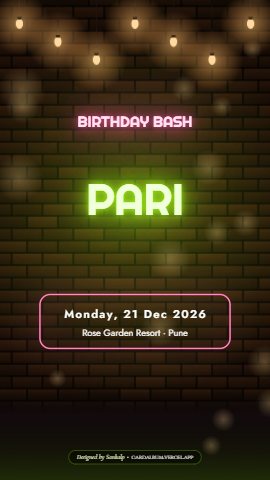 BIRTHDAY BASH
PARI
Monday, 21 Dec 2026
Rose Garden Resort · Pune
Designed by Sankalp • CARDALBUM.VERCEL.APP